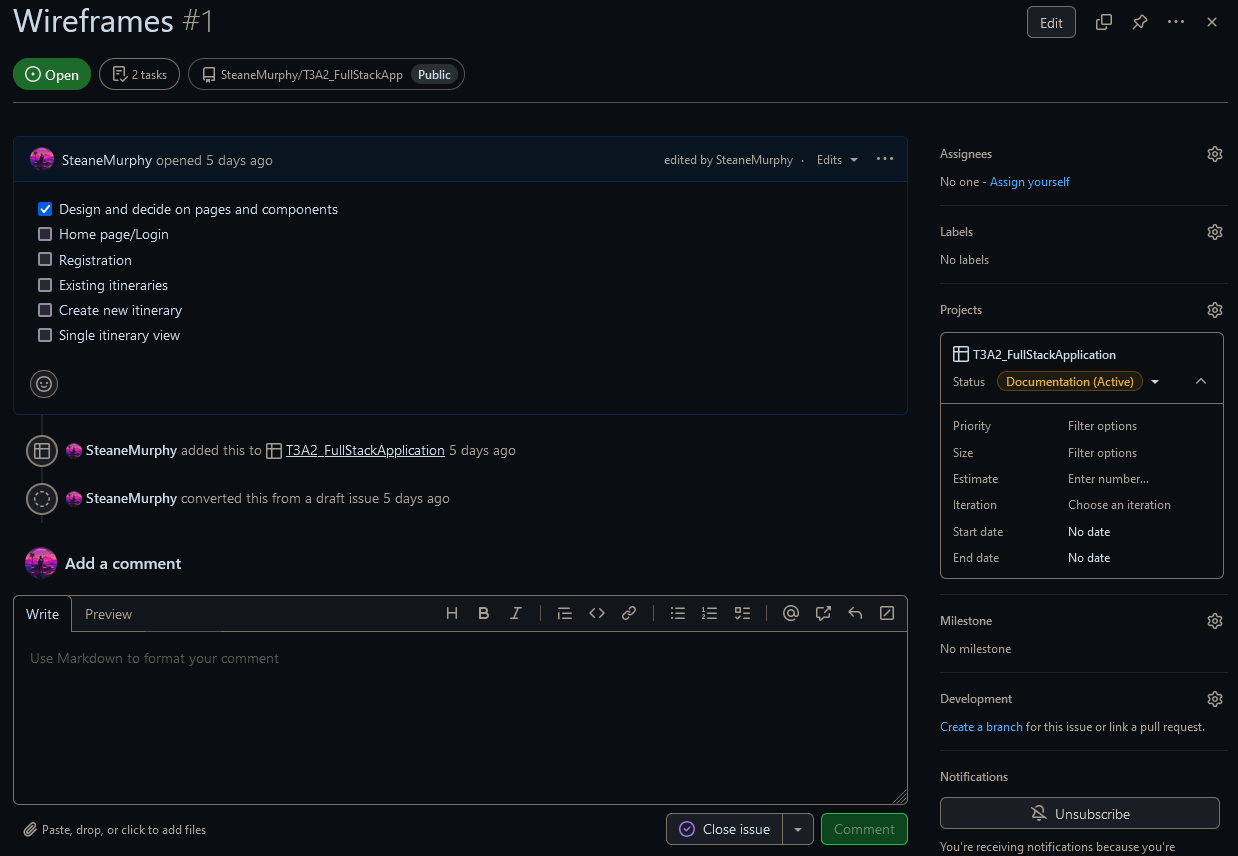 Wireframes #1
Edit
Open
2 tasks
SteaneMurphy/T3A2_FullStackApp Public
SteaneMurphy opened 5 days ago
edited by SteaneMurphy · Edits
Design and decide on pages and components
Home page/Login
Registration
Existing itineraries
Create new itinerary
Single itinerary view
SteaneMurphy added this to T3A2_FullStackApplication 5 days ago
SteaneMurphy converted this from a draft issue 5 days ago
Add a comment
Write Preview
Use Markdown to format your comment
Paste, drop, or click to add files
Close issue
Comment
Assignees
No one - Assign yourself
Labels
No labels
Projects
T3A2_FullStackApplication
Status Documentation (Active)
Priority Filter options
Size Filter options
Estimate Enter number...
Iteration Choose an iteration
Start date No date
End date No date
Milestone
No milestone
Development
Create a branch for this issue or link a pull request.
Notifications
Unsubscribe
You're receiving notifications because you're